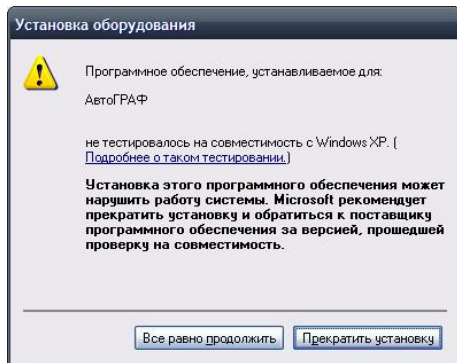 Установка оборудования
Программное обеспечение, устанавливаемое для:
АвтоГРАФ
не тестировалось на совместимость с Windows XP. (
Подробнее о таком тестировании.)
Установка этого программного обеспечения может
нарушить работу системы. Microsoft рекомендует
прекратить установку и обратиться к поставщику
программного обеспечения за версией, прошедшей
проверку на совместимость.
Все равно продолжить
Прекратить установку